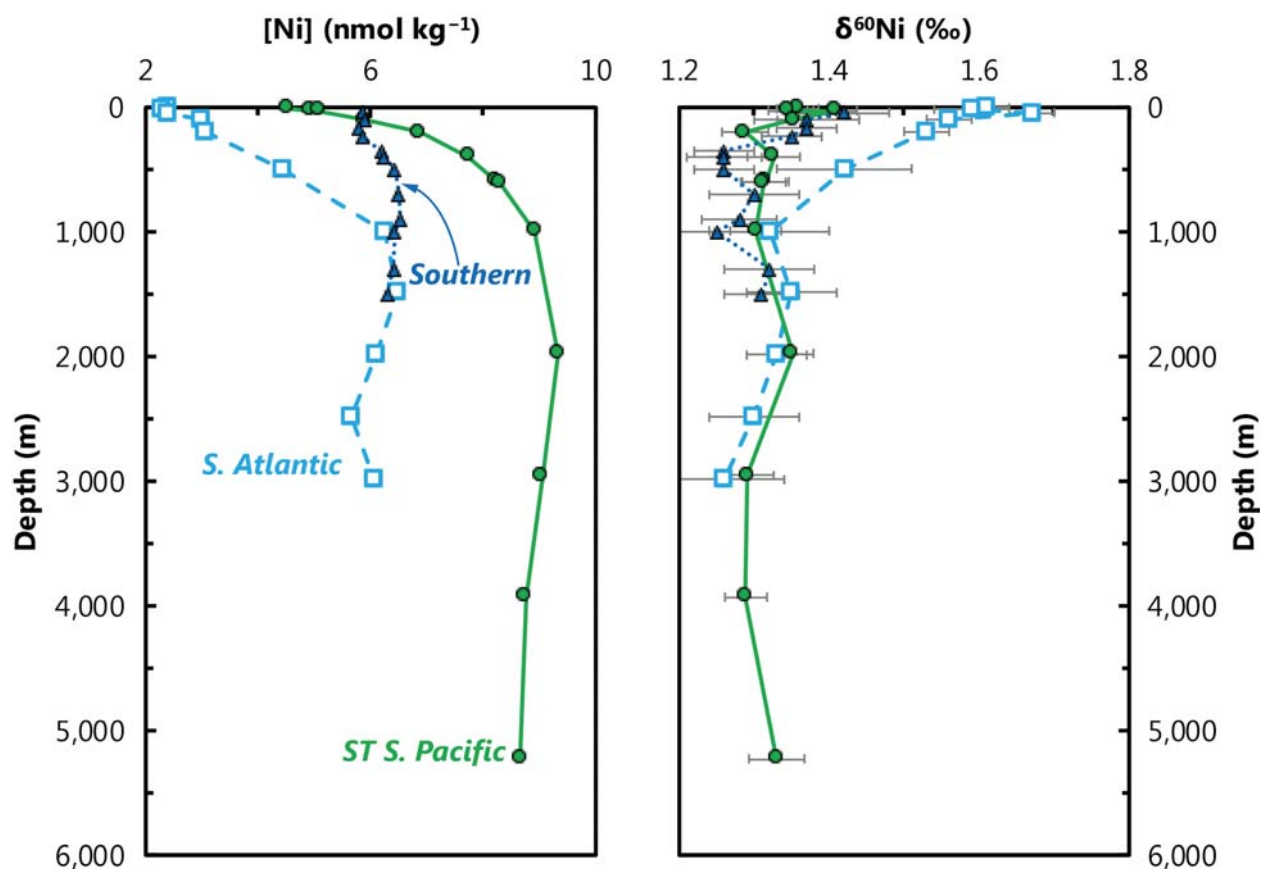 [Ni] (nmol kg⁻¹)
δ⁶⁰Ni (‰)
2 6 10
1.2 1.4 1.6 1.8
0 0
1,000 1,000
Southern
2,000 2,000
S. Atlantic
3,000 3,000
Depth (m) Depth (m)
4,000 4,000
5,000 5,000
ST S. Pacific
6,000 6,000